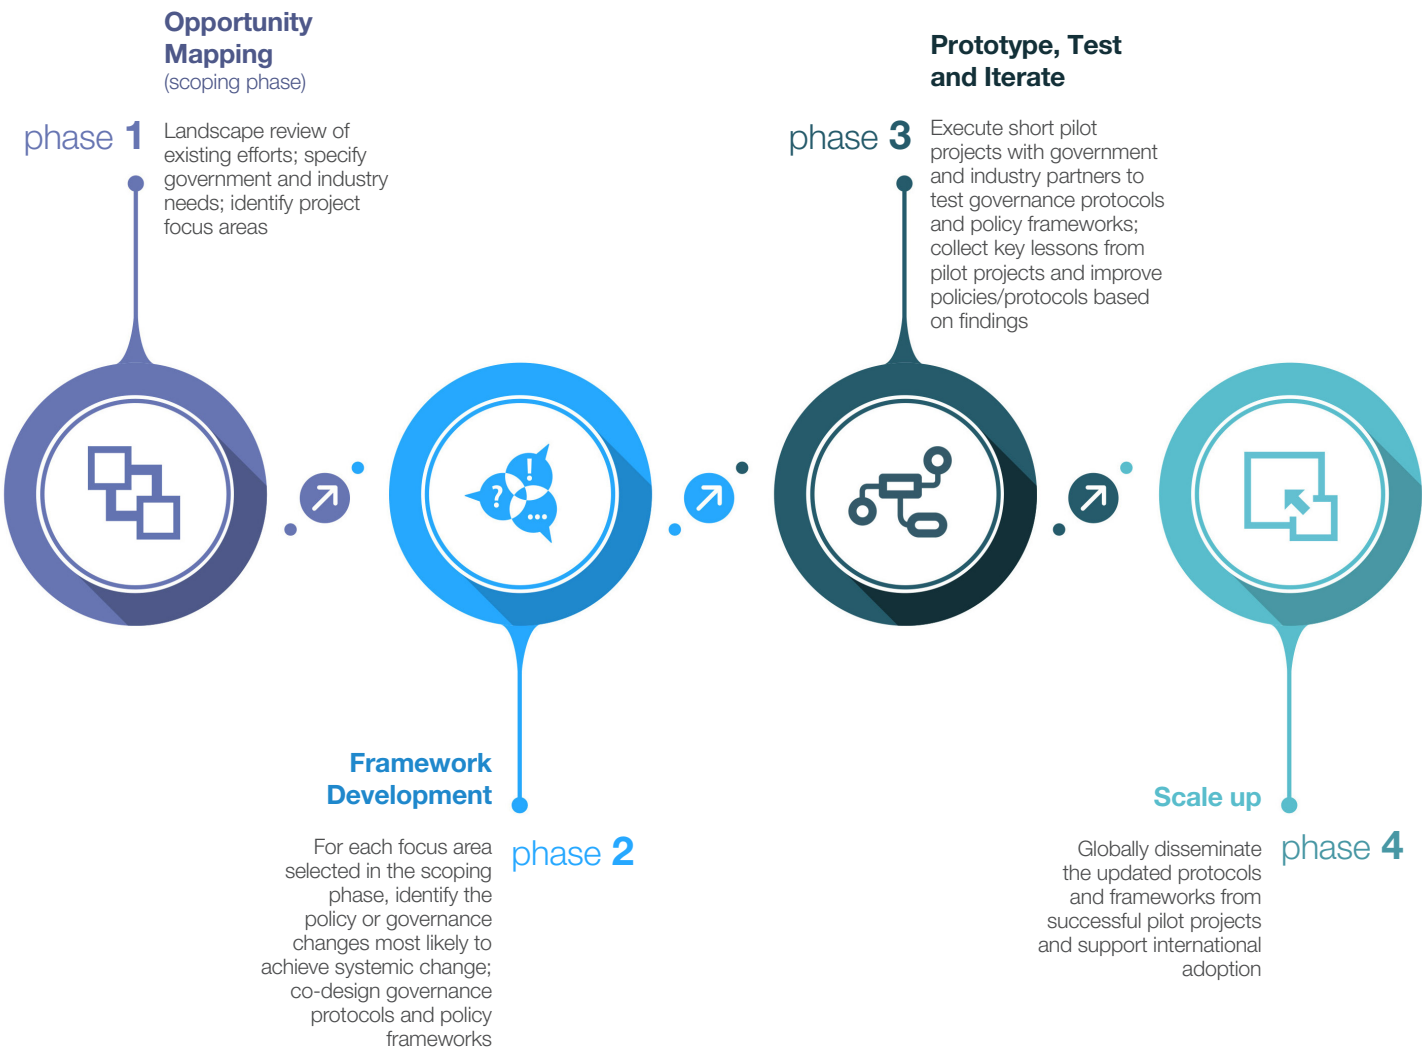 Opportunity
Mapping
(scoping phase)
phase 1
Landscape review of
existing efforts; specify
government and industry
needs; identify project
focus areas
Framework
Development
phase 2
For each focus area
selected in the scoping
phase, identify the
policy or governance
changes most likely to
achieve systemic change;
co-design governance
protocols and policy
frameworks
Prototype, Test
and Iterate
phase 3
Execute short pilot
projects with government
and industry partners to
test governance protocols
and policy frameworks;
collect key lessons from
pilot projects and improve
policies/protocols based
on findings
Scale up
phase 4
Globally disseminate
the updated protocols
and frameworks from
successful pilot projects
and support international
adoption
?
!
...